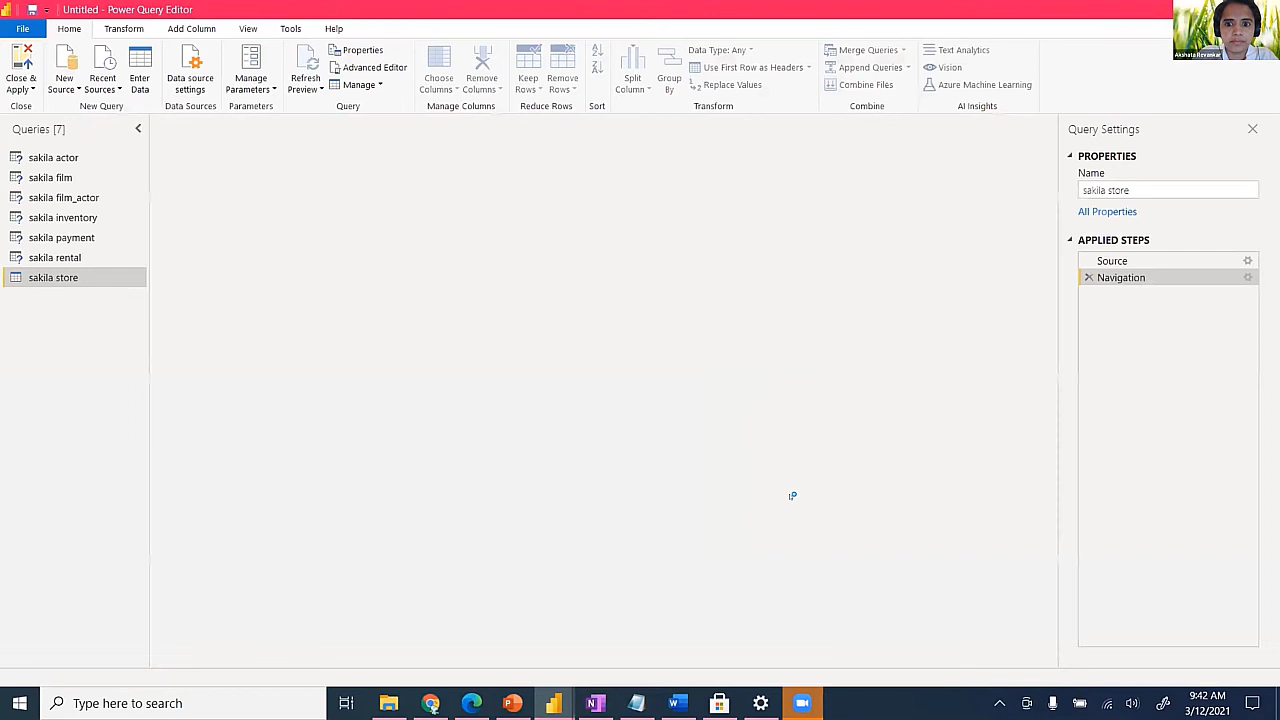 Untitled - Power Query Editor
File Home Transform Add Column View Tools Help
Akshata Revankar
Close & Apply
New Source
Recent Sources
Enter Data
Data source settings
Manage Parameters
Refresh Preview
Properties
Advanced Editor
Manage
Choose Columns
Remove Columns
Keep Rows
Remove Rows
Split Column
Group By
Data Type: Any
Use First Row as Headers
Replace Values
Merge Queries
Append Queries
Combine Files
Text Analytics
Vision
Azure Machine Learning
Close New Query Data Sources Parameters Query Manage Columns Reduce Rows Sort Transform Combine AI Insights
Queries [7]
sakila actor
sakila film
sakila film_actor
sakila inventory
sakila payment
sakila rental
sakila store
Query Settings
PROPERTIES
Name
sakila store
All Properties
APPLIED STEPS
Source
Navigation
Type here to search
9:42 AM
3/12/2021